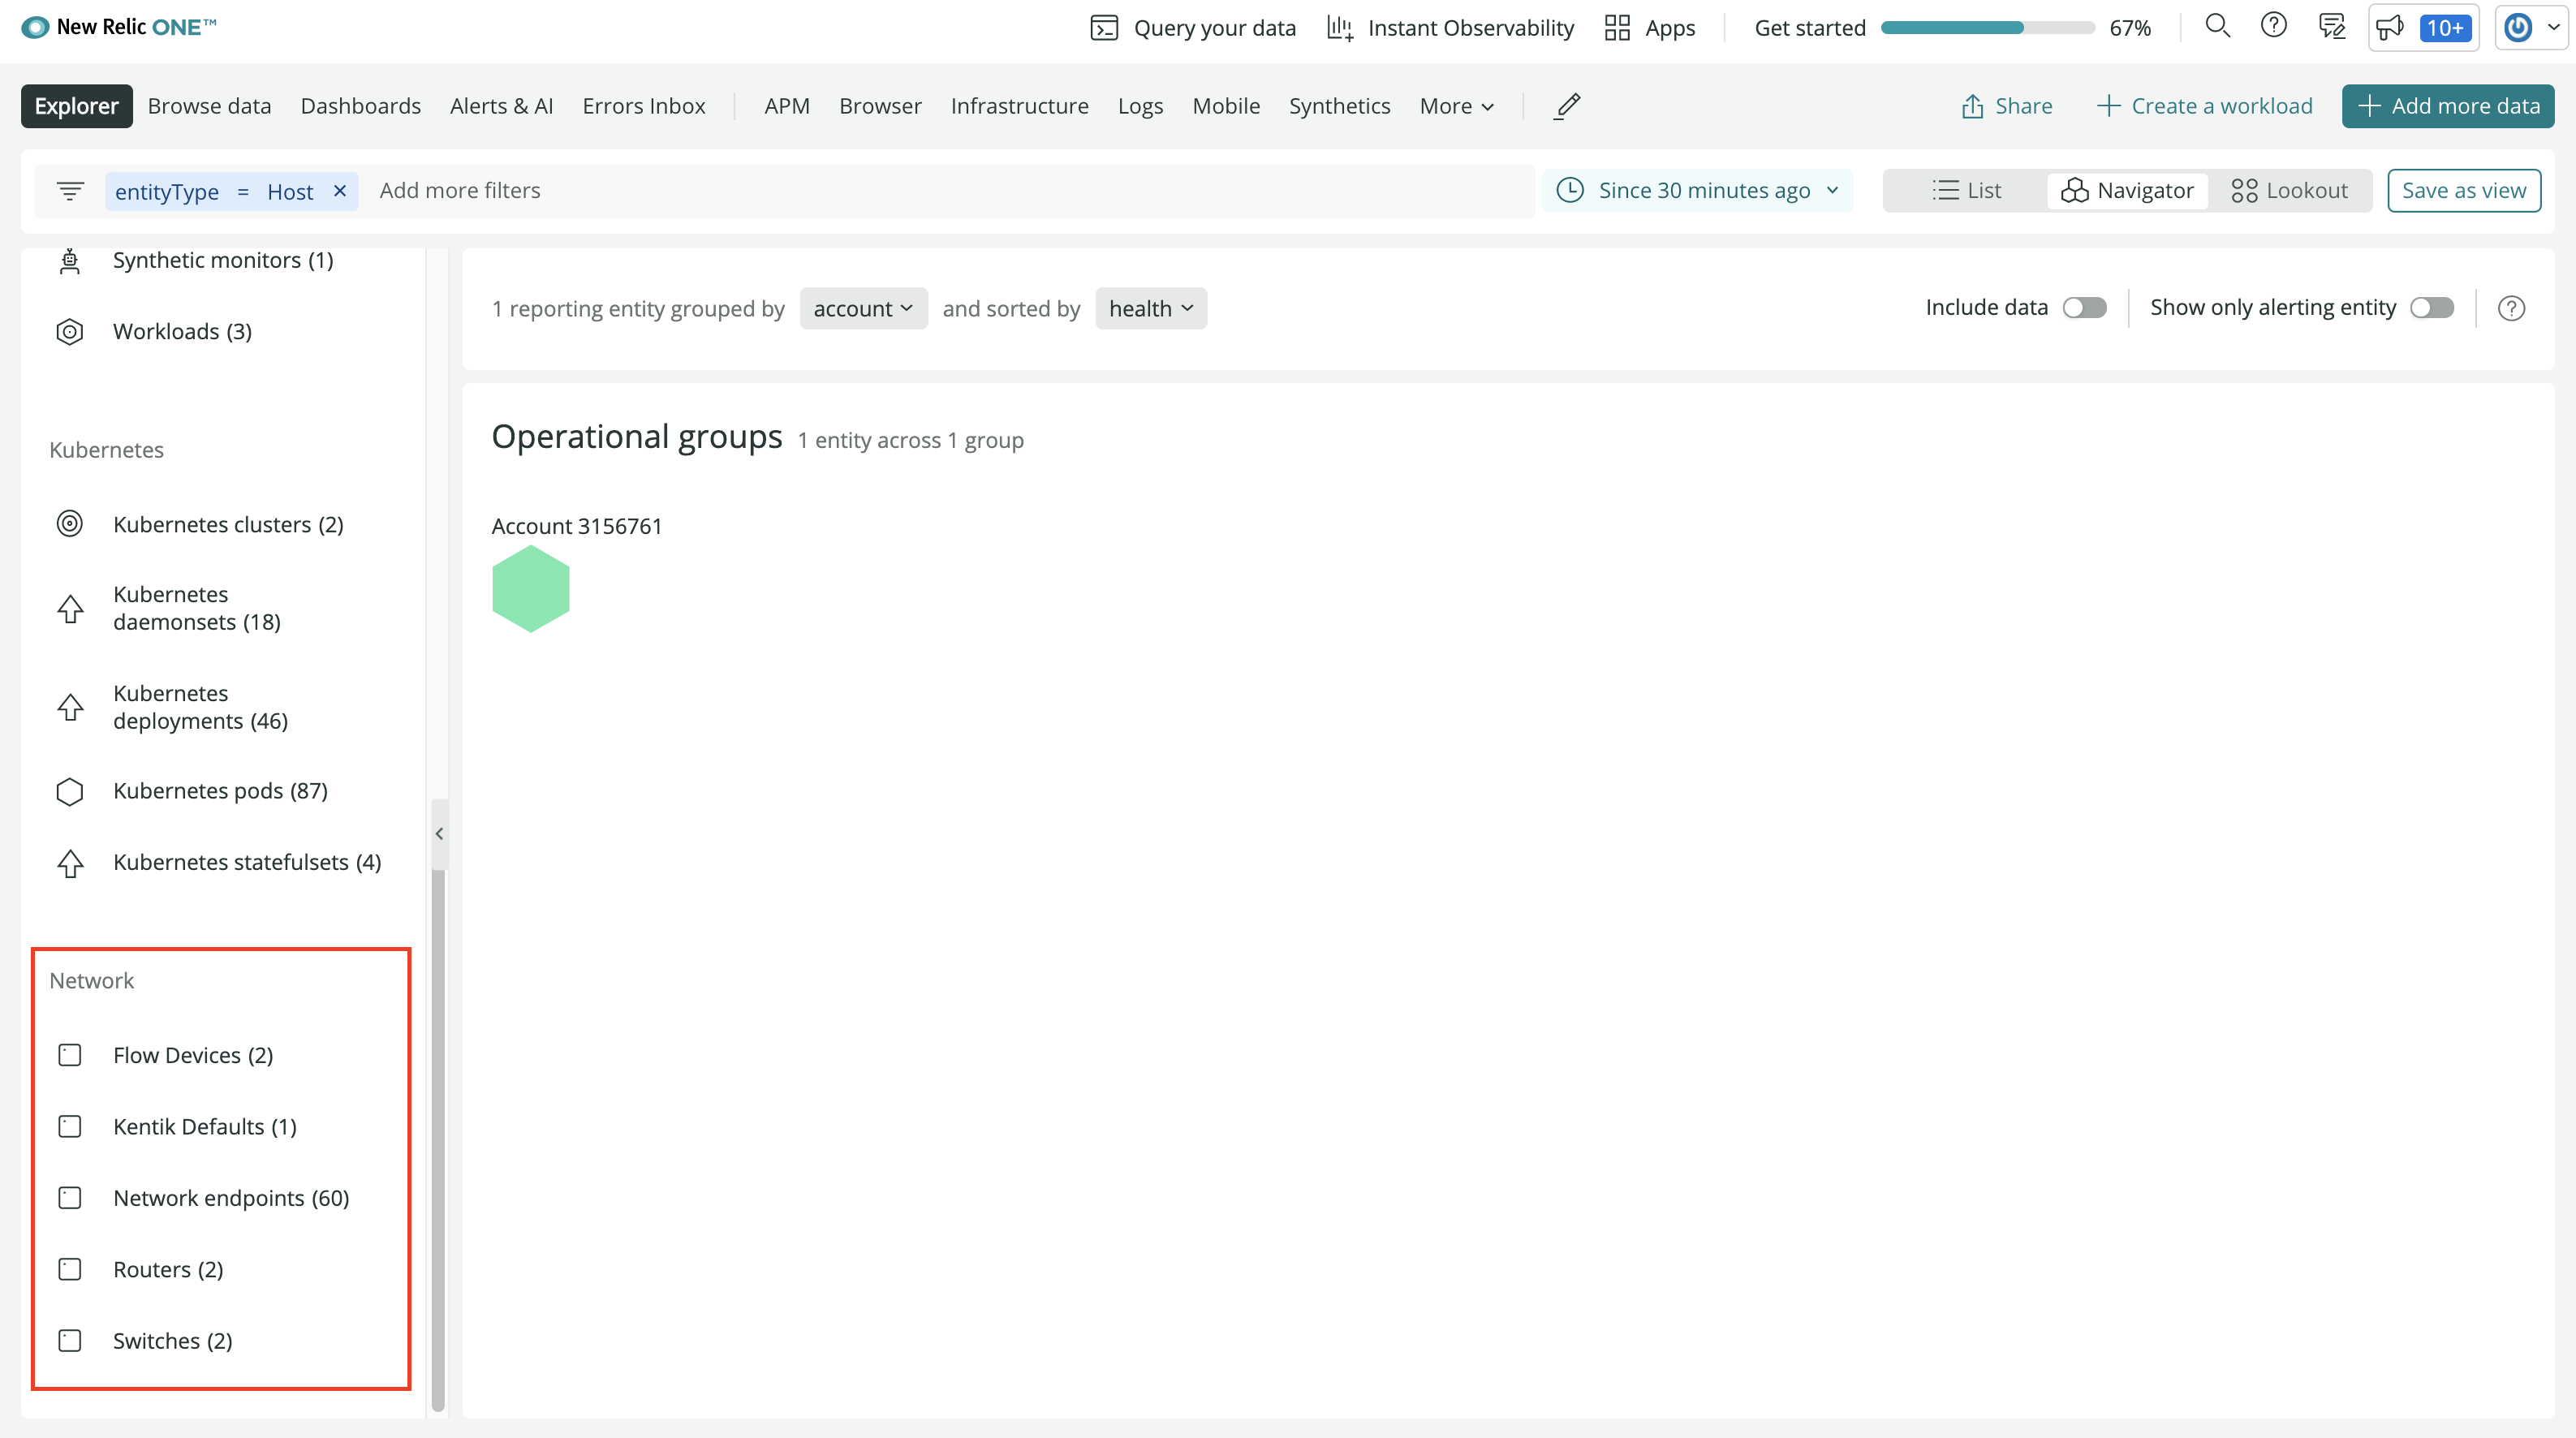 New Relic ONE™
Query your data
Instant Observability
Apps
Get started
67%
10+
Explorer
Browse data
Dashboards
Alerts & AI
Errors Inbox
APM
Browser
Infrastructure
Logs
Mobile
Synthetics
More
Share
Create a workload
Add more data
entityType = Host ×
Add more filters
Since 30 minutes ago
List
Navigator
Lookout
Save as view
Synthetic monitors (1)
Workloads (3)
Kubernetes
Kubernetes clusters (2)
Kubernetes
daemonsets (18)
Kubernetes
deployments (46)
Kubernetes pods (87)
Kubernetes statefulsets (4)
Network
Flow Devices (2)
Kentik Defaults (1)
Network endpoints (60)
Routers (2)
Switches (2)
1 reporting entity grouped by account and sorted by health
Include data
Show only alerting entity
Operational groups 1 entity across 1 group
Account 3156761